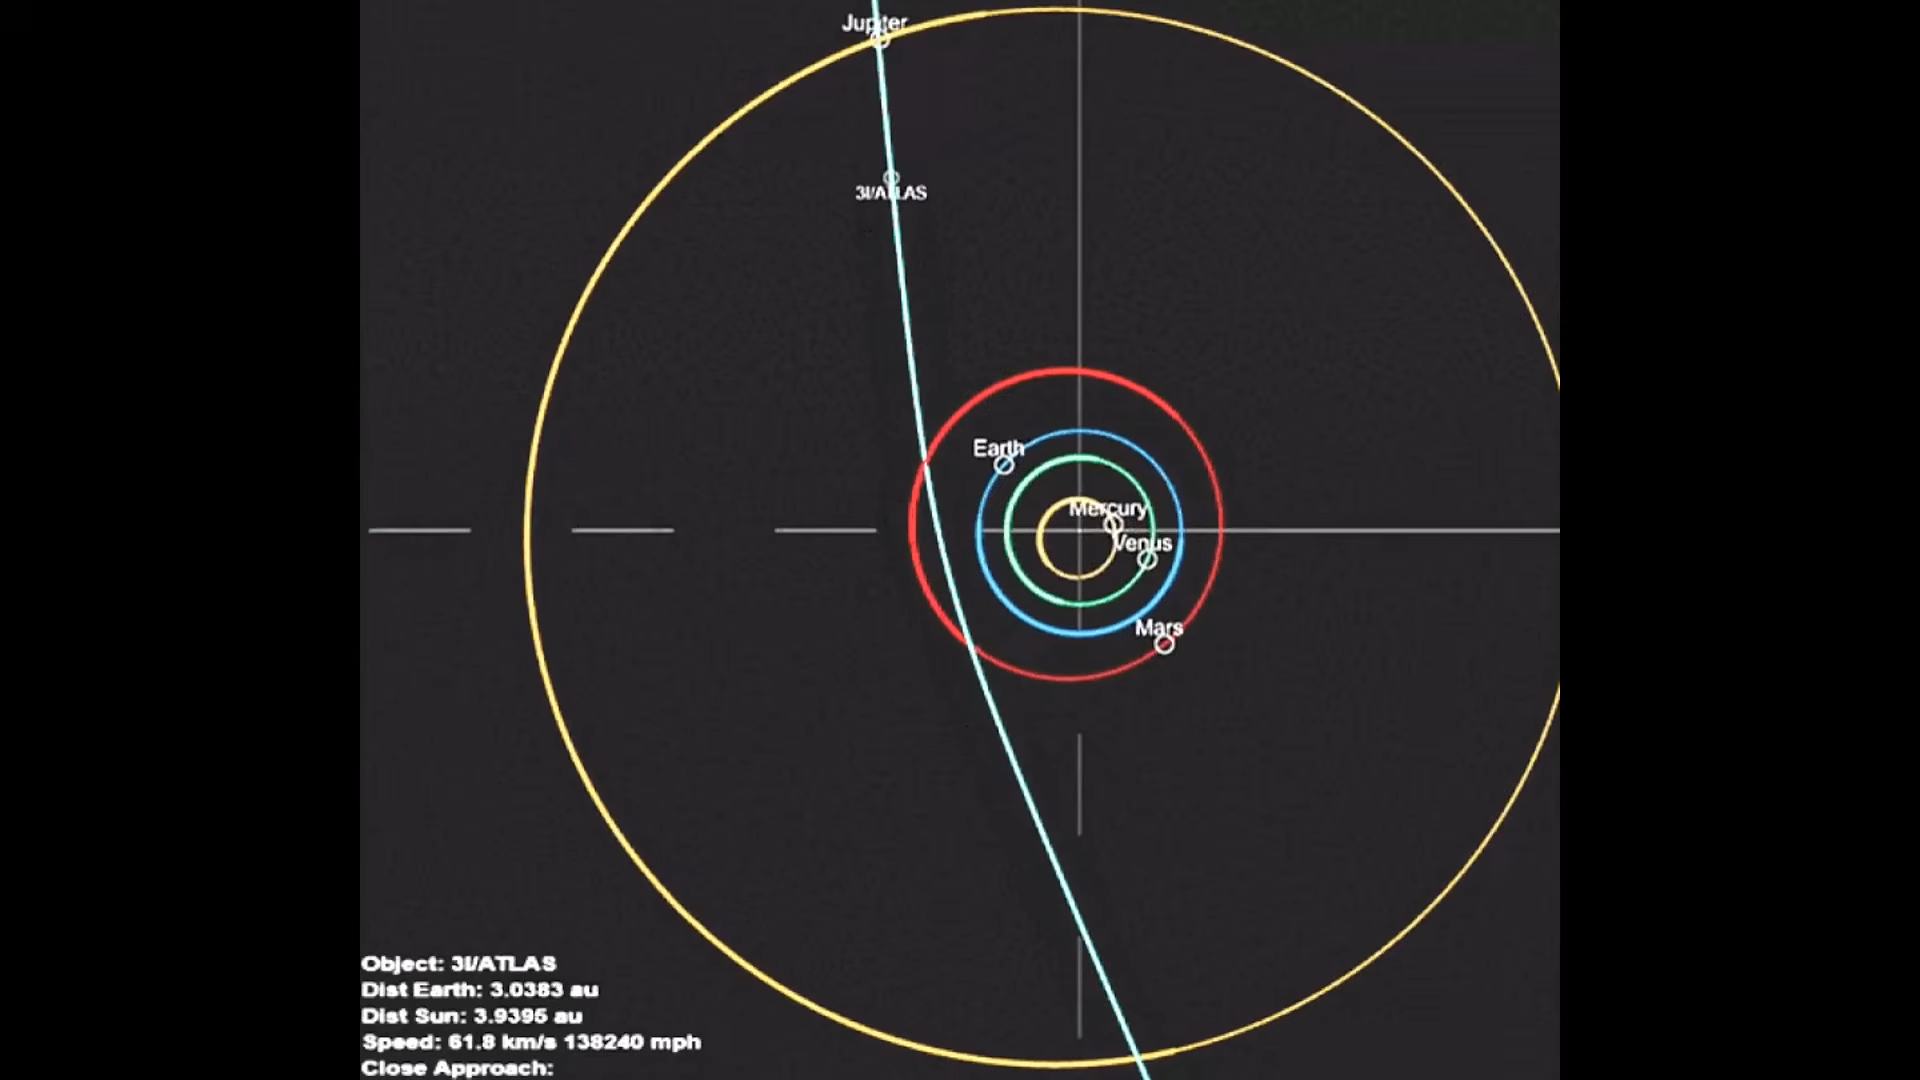 Jupiter
3I/ATLAS
Earth
Mercury
Venus
Mars
Object: 3I/ATLAS
Dist Earth: 3.0383 au
Dist Sun: 3.9395 au
Speed: 61.8 km/s 138240 mph
Close Approach: